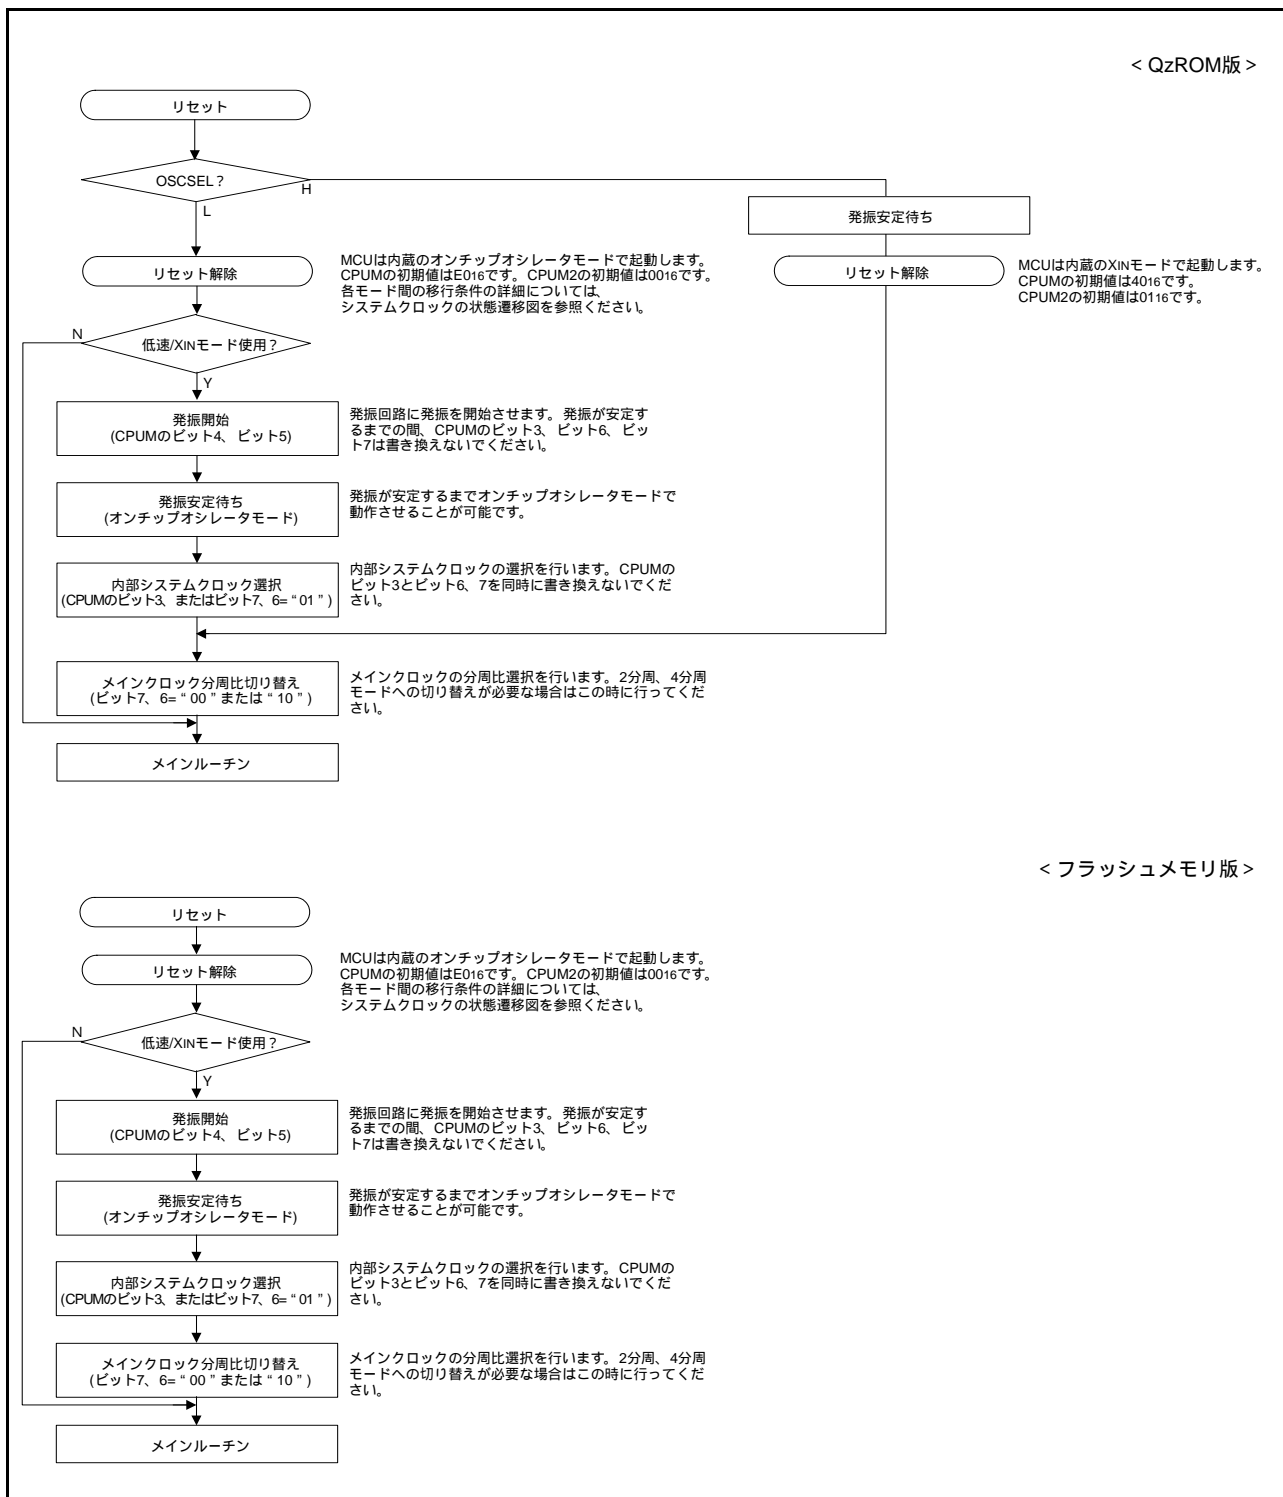 < QzROM版 >
リセット
OSCSEL?
H
L
発振安定待ち
リセット解除
MCUは内蔵のオンチップオシレータモードで起動します。
CPUMの初期値はE016です。CPUM2の初期値は0016です。
各モード間の移行条件の詳細については、
システムクロックの状態遷移図を参照ください。
リセット解除
MCUは内蔵のXINモードで起動します。
CPUMの初期値は4016です。
CPUM2の初期値は0116です。
N
低速/XINモード使用?
Y
発振開始
(CPUMのビット4、ビット5)
発振回路に発振を開始させます。発振が安定す
るまでの間、CPUMのビット3、ビット6、ビッ
ト7は書き換えないでください。
発振安定待ち
(オンチップオシレータモード)
発振が安定するまでオンチップオシレータモードで
動作させることが可能です。
内部システムクロック選択
(CPUMのビット3、またはビット7、6= “ 01 ” )
内部システムクロックの選択を行います。CPUMの
ビット3とビット6、7を同時に書き換えないでくだ
さい。
メインクロック分周比切り替え
(ビット7、6= “ 00 ” または “ 10 ” )
メインクロックの分周比選択を行います。2分周、4分周
モードへの切り替えが必要な場合はこの時に行ってくだ
さい。
メインルーチン
< フラッシュメモリ版 >
リセット
リセット解除
MCUは内蔵のオンチップオシレータモードで起動します。
CPUMの初期値はE016です。CPUM2の初期値は0016です。
各モード間の移行条件の詳細については、
システムクロックの状態遷移図を参照ください。
N
低速/XINモード使用?
Y
発振開始
(CPUMのビット4、ビット5)
発振回路に発振を開始させます。発振が安定す
るまでの間、CPUMのビット3、ビット6、ビッ
ト7は書き換えないでください。
発振安定待ち
(オンチップオシレータモード)
発振が安定するまでオンチップオシレータモードで
動作させることが可能です。
内部システムクロック選択
(CPUMのビット3、またはビット7、6= “ 01 ” )
内部システムクロックの選択を行います。CPUMの
ビット3とビット6、7を同時に書き換えないでくだ
さい。
メインクロック分周比切り替え
(ビット7、6= “ 00 ” または “ 10 ” )
メインクロックの分周比選択を行います。2分周、4分周
モードへの切り替えが必要な場合はこの時に行ってくだ
さい。
メインルーチン